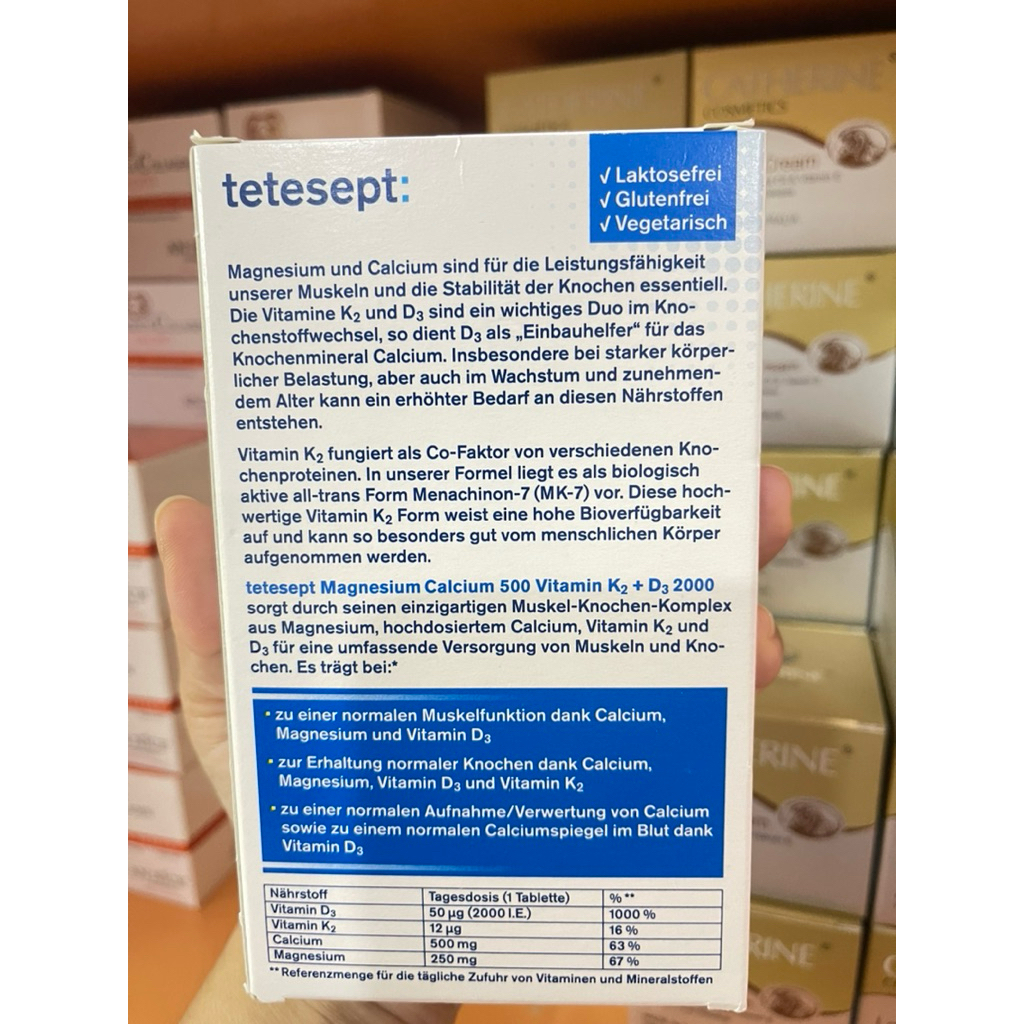 tetesept:
√ Laktosefrei
√ Glutenfrei
√ Vegetarisch
Magnesium und Calcium sind für die Leistungsfähigkeit
unserer Muskeln und die Stabilität der Knochen essentiell.
Die Vitamine K₂ und D₃ sind ein wichtiges Duo im Kno-
chenstoffwechsel, so dient D₃ als „Einbauhelfer“ für das
Knochenmineral Calcium. Insbesondere bei starker körper-
licher Belastung, aber auch im Wachstum und zunehmen-
dem Alter kann ein erhöhter Bedarf an diesen Nährstoffen
entstehen.
Vitamin K₂ fungiert als Co-Faktor von verschiedenen Kno-
chenproteinen. In unserer Formel liegt es als biologisch
aktive all-trans Form Menachinon-7 (MK-7) vor. Diese hoch-
wertige Vitamin K₂ Form weist eine hohe Bioverfügbarkeit
auf und kann so besonders gut vom menschlichen Körper
aufgenommen werden.
tetesept Magnesium Calcium 500 Vitamin K₂ + D₃ 2000
sorgt durch seinen einzigartigen Muskel-Knochen-Komplex
aus Magnesium, hochdosiertem Calcium, Vitamin K₂ und
D₃ für eine umfassende Versorgung von Muskeln und Kno-
chen. Es trägt bei:*
▪ zu einer normalen Muskelfunktion dank Calcium,
Magnesium und Vitamin D₃
▪ zur Erhaltung normaler Knochen dank Calcium,
Magnesium, Vitamin D₃ und Vitamin K₂
▪ zu einer normalen Aufnahme/Verwertung von Calcium
sowie zu einem normalen Calciumspiegel im Blut dank
Vitamin D₃
Nährstoff Tagesdosis (1 Tablette) % **
Vitamin D₃ 50 µg (2000 I.E.) 1000 %
Vitamin K₂ 12 µg 16 %
Calcium 500 mg 63 %
Magnesium 250 mg 67 %
**Referenzmenge für die tägliche Zufuhr von Vitaminen und Mineralstoffen
CATHERINE
COSMETICS
Cream
ERINE
INE
ERINE
RINE